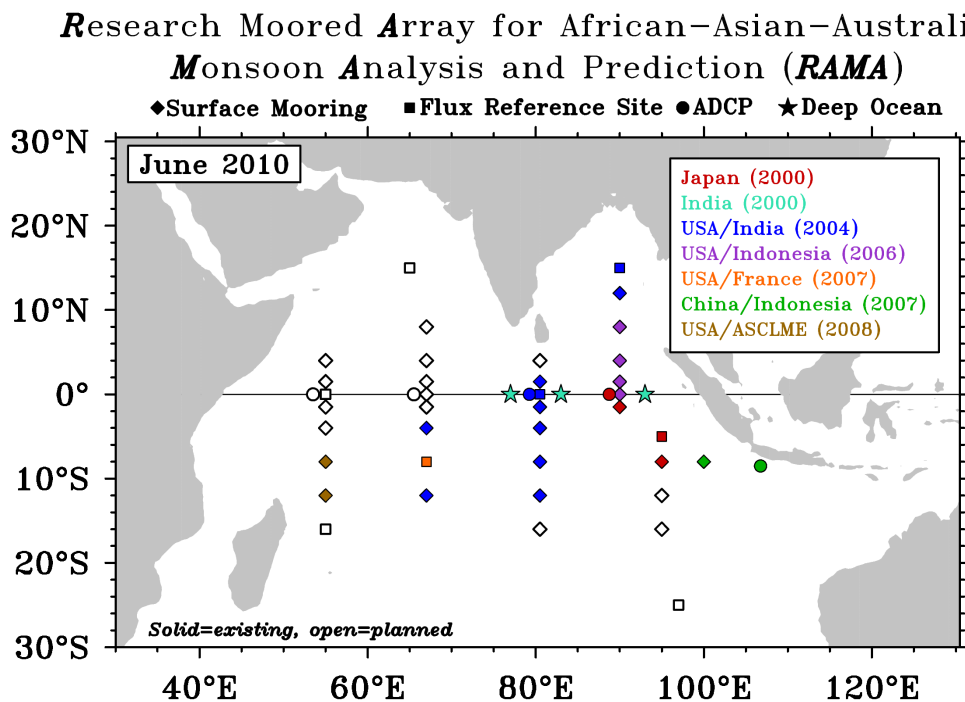 Research Moored Array for African-Asian-Australi
Monsoon Analysis and Prediction (RAMA)
◆Surface Mooring ■Flux Reference Site ●ADCP ★Deep Ocean
30°N
20°N
10°N
0°
10°S
20°S
30°S
June 2010
Japan (2000)
India (2000)
USA/India (2004)
USA/Indonesia (2006)
USA/France (2007)
China/Indonesia (2007)
USA/ASCLME (2008)
Solid=existing, open=planned
40°E 60°E 80°E 100°E 120°E